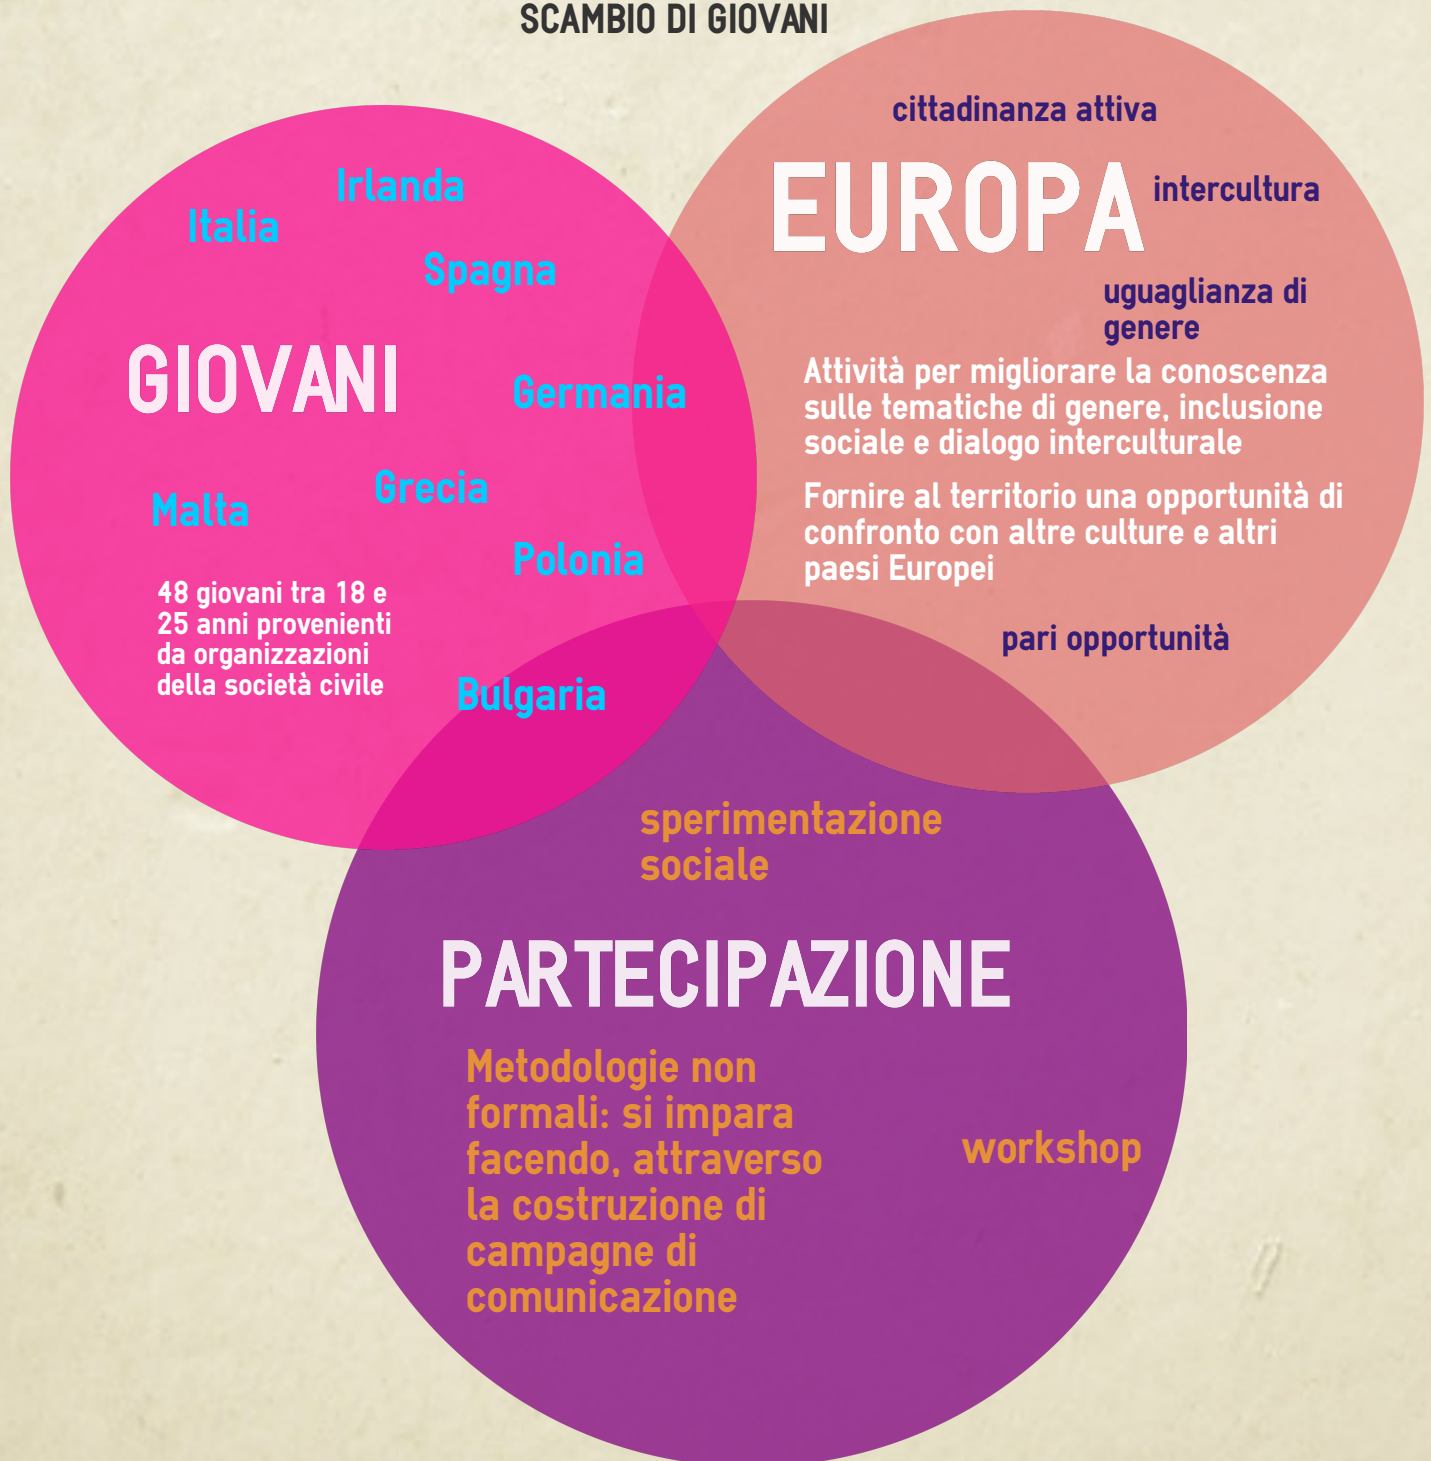 SCAMBIO DI GIOVANI
Irlanda
Italia
Spagna
GIOVANI
Germania
Grecia
Malta
Polonia
48 giovani tra 18 e
25 anni provenienti
da organizzazioni
della società civile
Bulgaria
cittadinanza attiva
EUROPA
intercultura
uguaglianza di
genere
Attività per migliorare la conoscenza
sulle tematiche di genere, inclusione
sociale e dialogo interculturale
Fornire al territorio una opportunità di
confronto con altre culture e altri
paesi Europei
pari opportunità
sperimentazione
sociale
PARTECIPAZIONE
Metodologie non
formali: si impara
facendo, attraverso
la costruzione di
campagne di
comunicazione
workshop